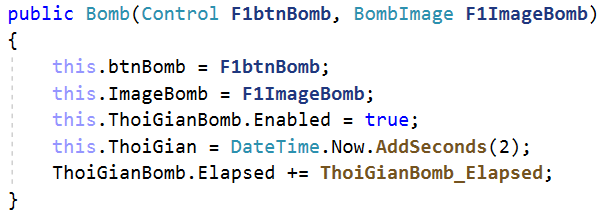 public Bomb(Control F1btnBomb, BombImage F1ImageBomb)
{
this.btnBomb = F1btnBomb;
this.ImageBomb = F1ImageBomb;
this.ThoiGianBomb.Enabled = true;
this.ThoiGian = DateTime.Now.AddSeconds(2);
ThoiGianBomb.Elapsed += ThoiGianBomb_Elapsed;
}